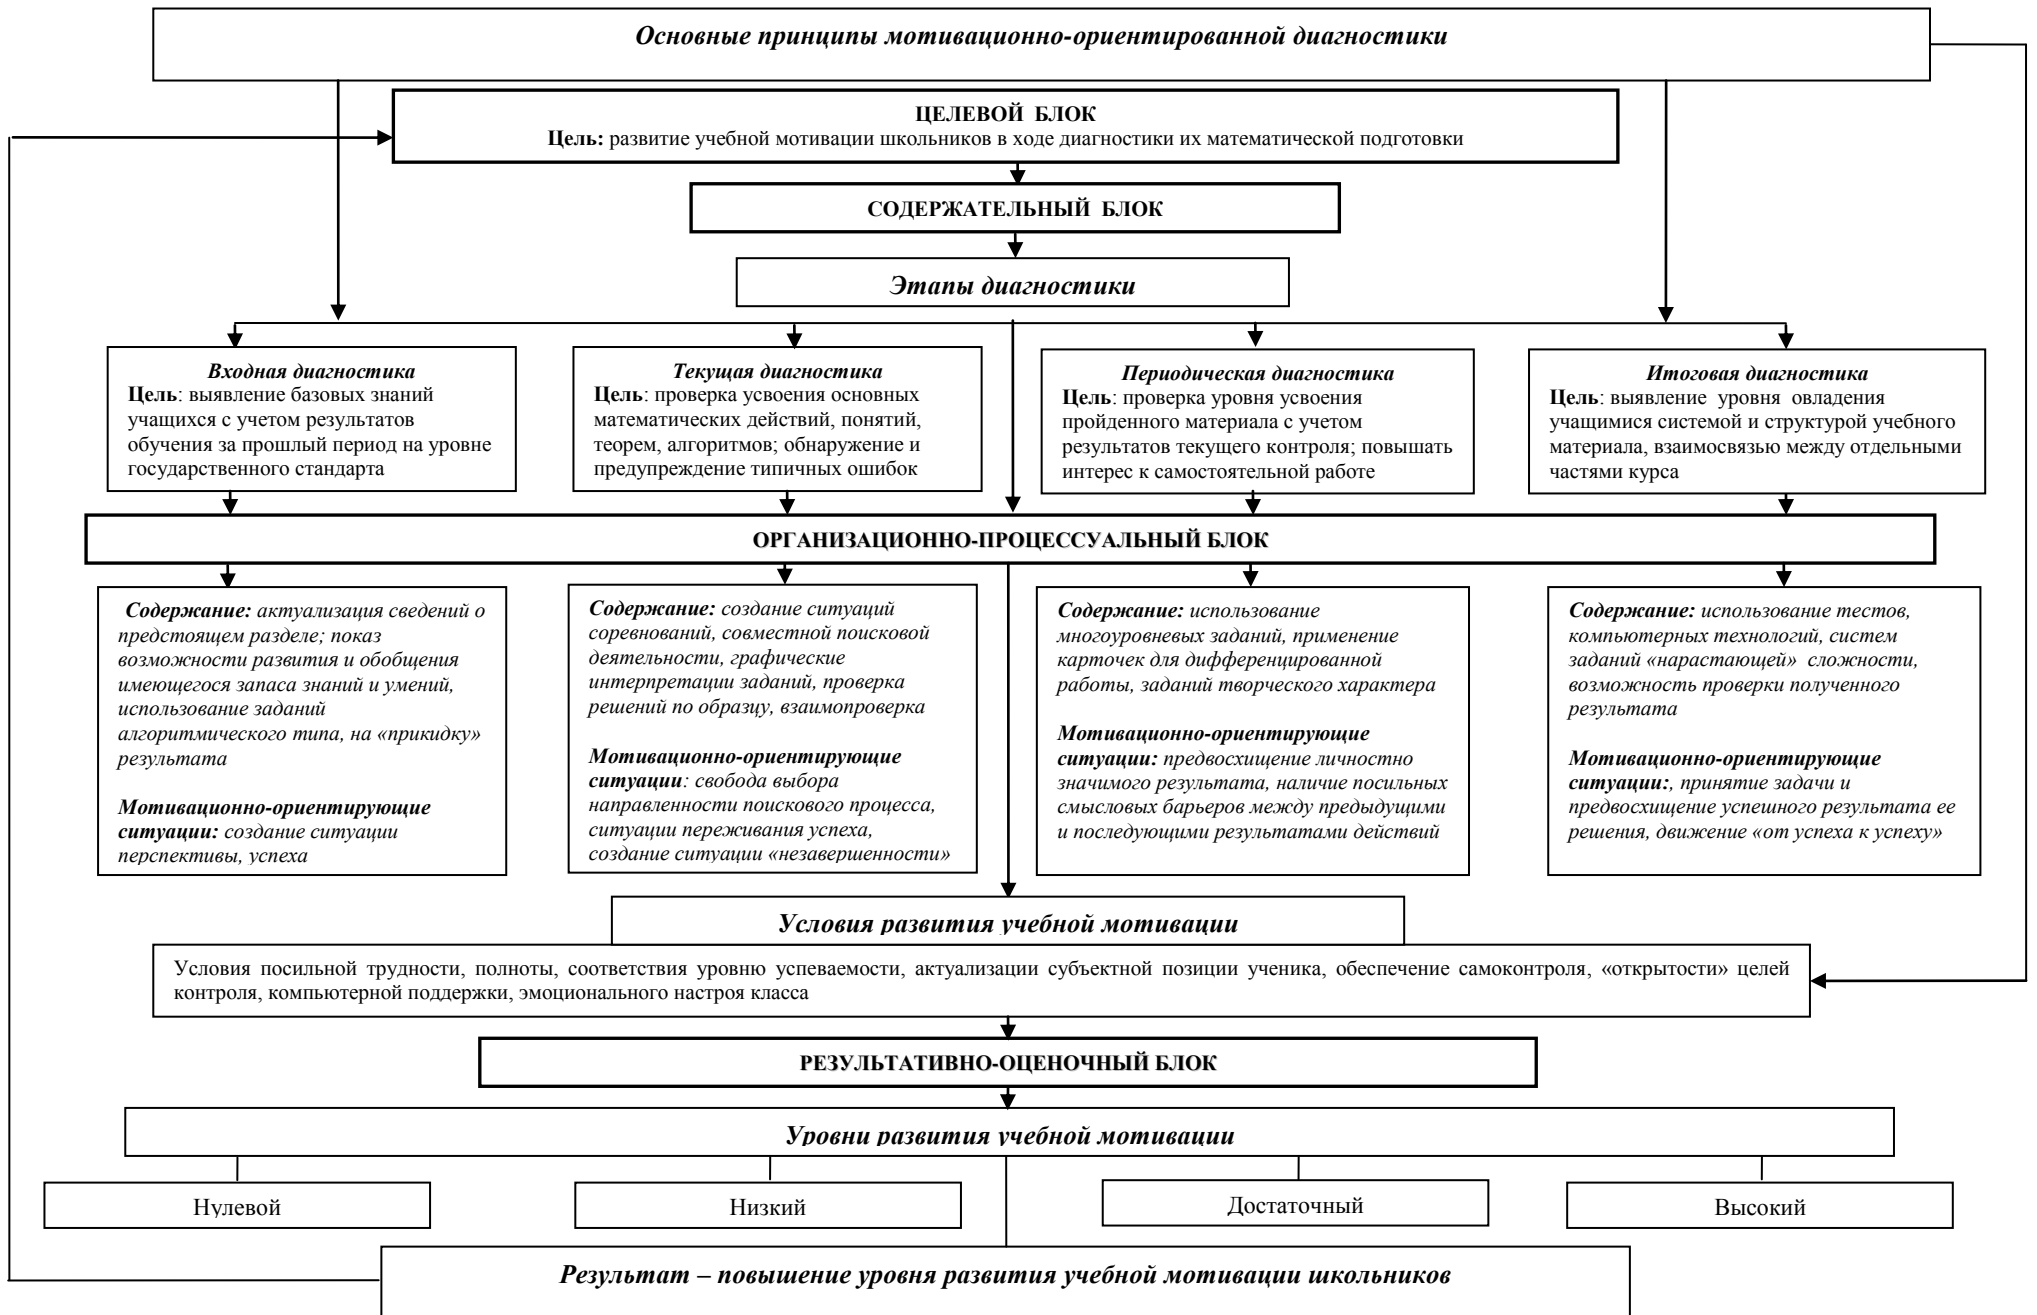 Основные принципы мотивационно-ориентированной диагностики
ЦЕЛЕВОЙ БЛОК
Цель: развитие учебной мотивации школьников в ходе диагностики их математической подготовки
СОДЕРЖАТЕЛЬНЫЙ БЛОК
Этапы диагностики
Входная диагностика
Цель: выявление базовых знаний
учащихся с учетом результатов
обучения за прошлый период на уровне
государственного стандарта
Текущая диагностика
Цель: проверка усвоения основных
математических действий, понятий,
теорем, алгоритмов; обнаружение и
предупреждение типичных ошибок
Периодическая диагностика
Цель: проверка уровня усвоения
пройденного материала с учетом
результатов текущего контроля; повышать
интерес к самостоятельной работе
Итоговая диагностика
Цель: выявление уровня овладения
учащимися системой и структурой учебного
материала, взаимосвязью между отдельными
частями курса
ОРГАНИЗАЦИОННО-ПРОЦЕССУАЛЬНЫЙ БЛОК
Содержание: актуализация сведений о
предстоящем разделе; показ
возможности развития и обобщения
имеющегося запаса знаний и умений,
использование заданий
алгоритмического типа, на «прикидку»
результата
Мотивационно-ориентирующие
ситуации: создание ситуации
перспективы, успеха
Содержание: создание ситуаций
соревнований, совместной поисковой
деятельности, графические
интерпретации заданий, проверка
решений по образцу, взаимопроверка
Мотивационно-ориентирующие
ситуации: свобода выбора
направленности поискового процесса,
ситуации переживания успеха,
создание ситуации «незавершенности»
Содержание: использование
многоуровневых заданий, применение
карточек для дифференцированной
работы, заданий творческого характера
Мотивационно-ориентирующие
ситуации: предвосхищение личностно
значимого результата, наличие посильных
смысловых барьеров между предыдущими
и последующими результатами действий
Содержание: использование тестов,
компьютерных технологий, систем
заданий «нарастающей» сложности,
возможность проверки полученного
результата
Мотивационно-ориентирующие
ситуации:, принятие задачи и
предвосхищение успешного результата ее
решения, движение «от успеха к успеху»
Условия развития учебной мотивации
Условия посильной трудности, полноты, соответствия уровню успеваемости, актуализации субъектной позиции ученика, обеспечение самоконтроля, «открытости» целей
контроля, компьютерной поддержки, эмоционального настроя класса
РЕЗУЛЬТАТИВНО-ОЦЕНОЧНЫЙ БЛОК
Уровни развития учебной мотивации
Нулевой
Низкий
Достаточный
Высокий
Результат – повышение уровня развития учебной мотивации школьников